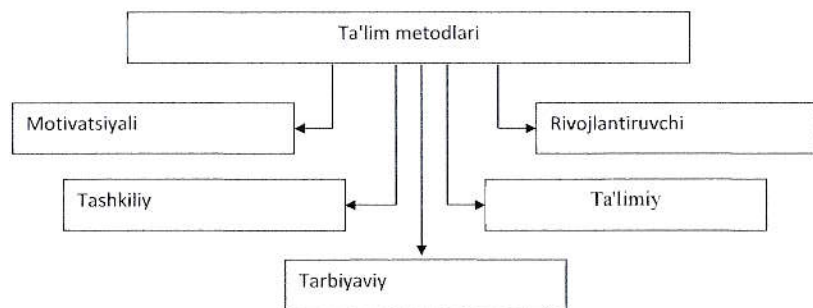 Ta'lim metodlari
Motivatsiyali
Rivojlantiruvchi
Tashkiliy
Ta'limiy
Tarbiyaviy